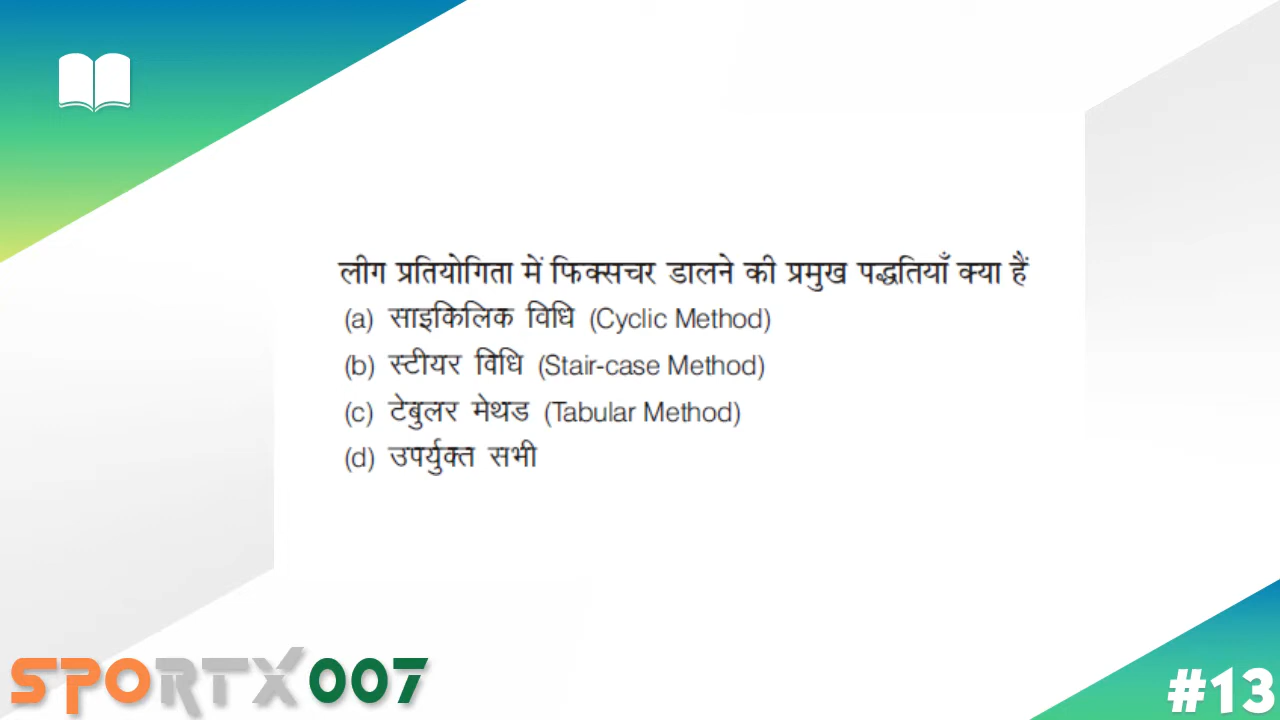 लीग प्रतियोगिता में फिक्सचर डालने की प्रमुख पद्धतियाँ क्या हैं
(a) साइकिलिक विधि (Cyclic Method)
(b) स्टीयर विधि (Stair-case Method)
(c) टेबुलर मेथड (Tabular Method)
(d) उपर्युक्त सभी
SPORTX007
#13